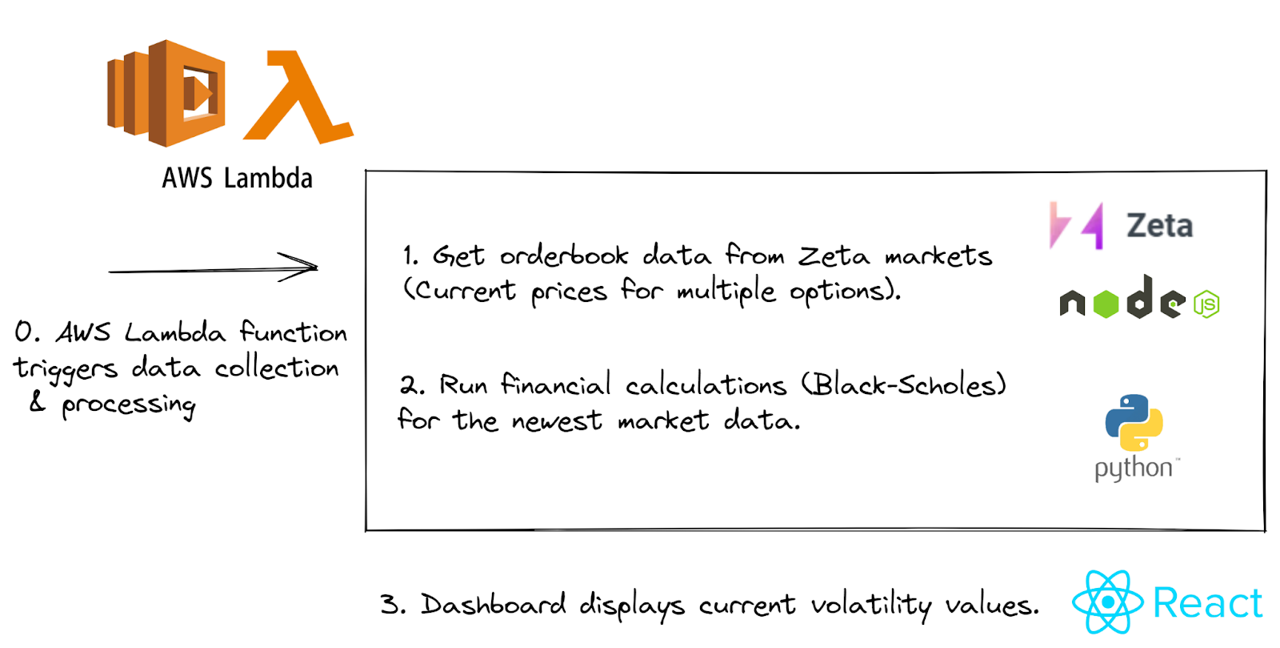 AWS Lambda
Zeta
1. Get orderbook data from Zeta markets
(Current prices for multiple options).
node
JS
0. AWS Lambda function
triggers data collection
& processing
2. Run financial calculations (Black-Scholes)
for the newest market data.
python™
3. Dashboard displays current volatility values.
React